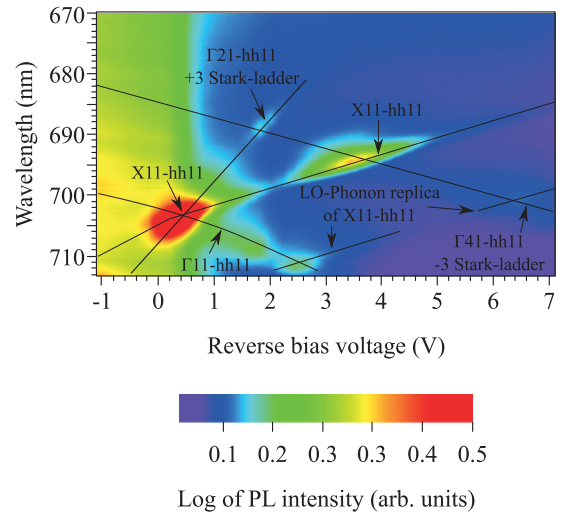 670
680
690
700
710
Wavelength (nm)
Γ21-hh11
+3 Stark-ladder
X11-hh11
X11-hh11
LO-Phonon replica
of X11-hh11
Γ11-hh11
Γ41-hh11
-3 Stark-ladder
-1 0 1 2 3 4 5 6 7
Reverse bias voltage (V)
0.1 0.2 0.3 0.3 0.4 0.5
Log of PL intensity (arb. units)